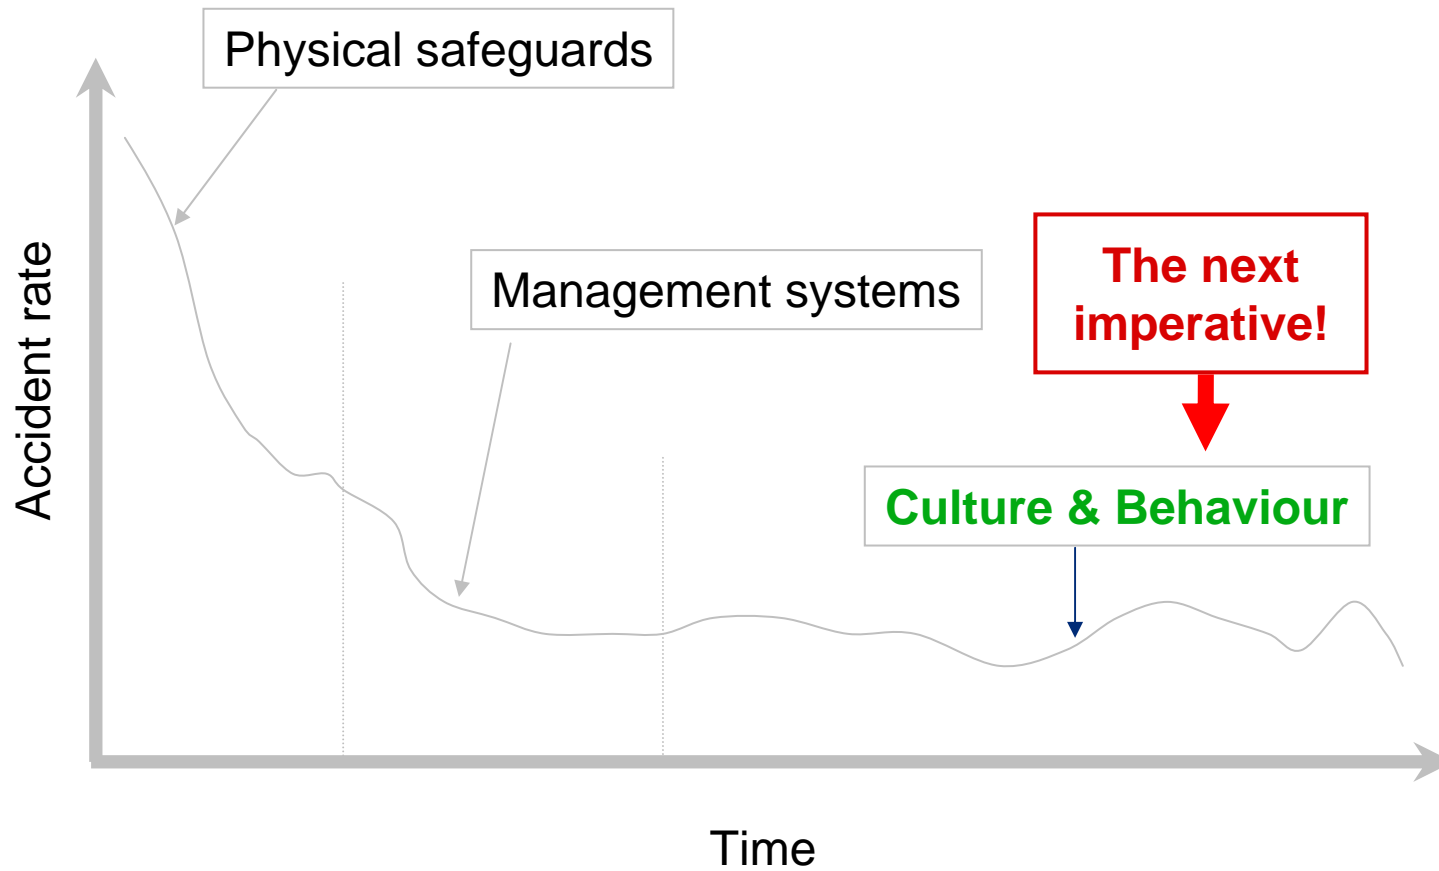 Physical safeguards
Management systems
The next
imperative!
Culture & Behaviour
Accident rate
Time